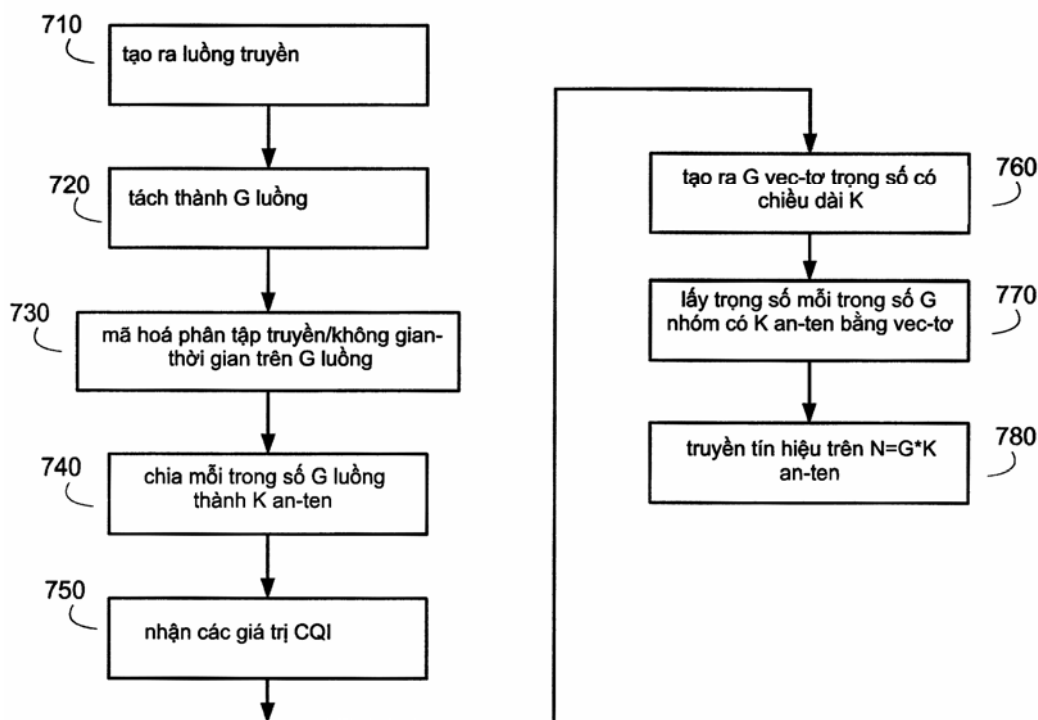 710
tạo ra luồng truyền
720
tách thành G luồng
730
mã hoá phân tập truyền/không gian-
thời gian trên G luồng
740
chia mỗi trong số G luồng
thành K an-ten
750
nhận các giá trị CQI
760
tạo ra G vec-tơ trọng số có
chiều dài K
770
lấy trọng số mỗi trong số G
nhóm có K an-ten bằng vec-tơ
780
truyền tín hiệu trên N=G*K
an-ten